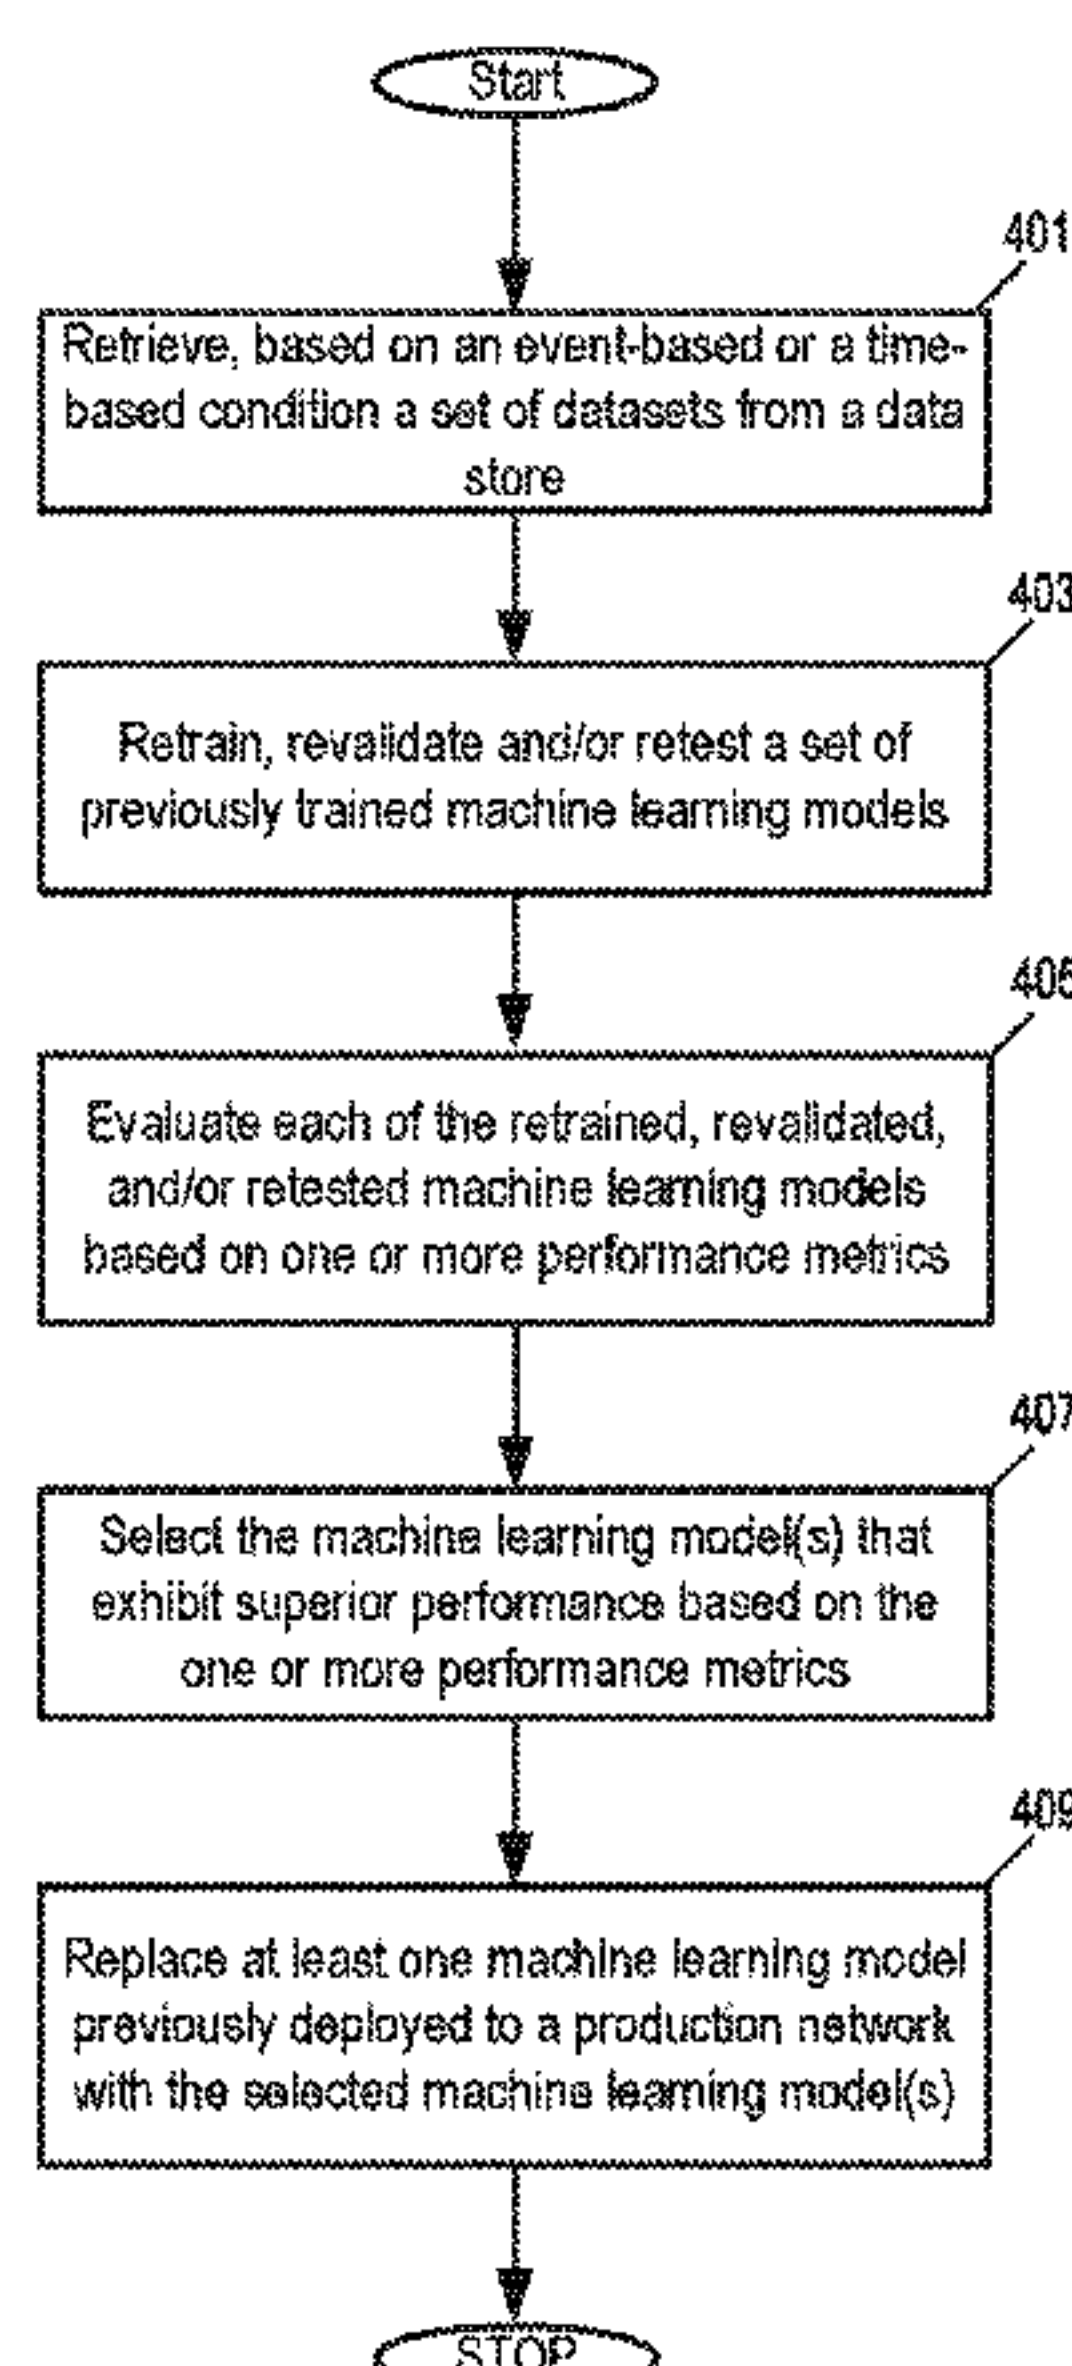 Start
401
Retrieve, based on an event-based or a time-
based condition a set of datasets from a data
store
403
Retrain, revalidate and/or retest a set of
previously trained machine learning models
405
Evaluate each of the retrained, revalidated,
and/or retested machine learning models
based on one or more performance metrics
407
Select the machine learning model(s) that
exhibit superior performance based on the
one or more performance metrics
409
Replace at least one machine learning model
previously deployed to a production network
with the selected machine learning model(s)
STOP